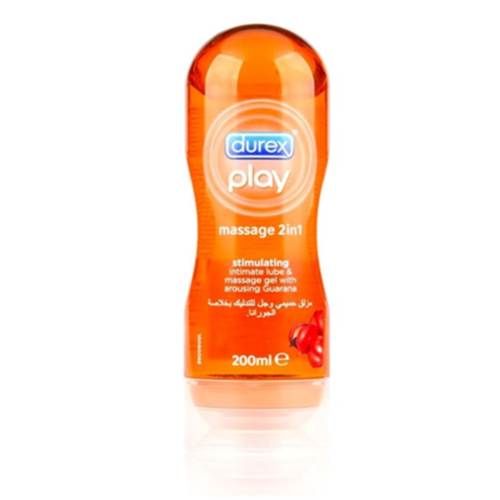 durex
play
massage 2in1
stimulating
intimate lube &
massage gel with
arousing Guarana
مزلق حميمي وجل للتدليك بخلاصة
الجورانا.
200ml e